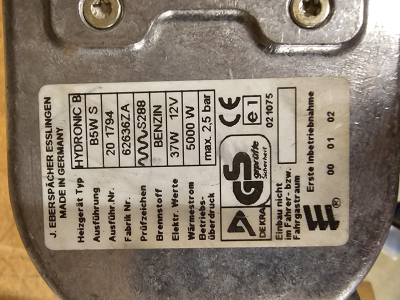 J. EBERSPÄCHER ESSLINGEN
MADE IN GERMANY
Heizgerät Typ HYDRONIC B
Ausführung B5W S
Ausführ.Nr. 20 1794
Fabrik Nr. 62636ZA
Prüfzeichen S288
Brennstoff BENZIN
Elektr. Werte 37W 12V
Wärmestrom 5000 W
Betriebs-
überdruck max. 2,5 bar
DEKRA GS geprüfte Sicherheit
CE
e1
021075
Einbau nicht
im Fahrer- bzw.
Fahrgastraum
Erste Inbetriebnahme
00 01 02
E ®